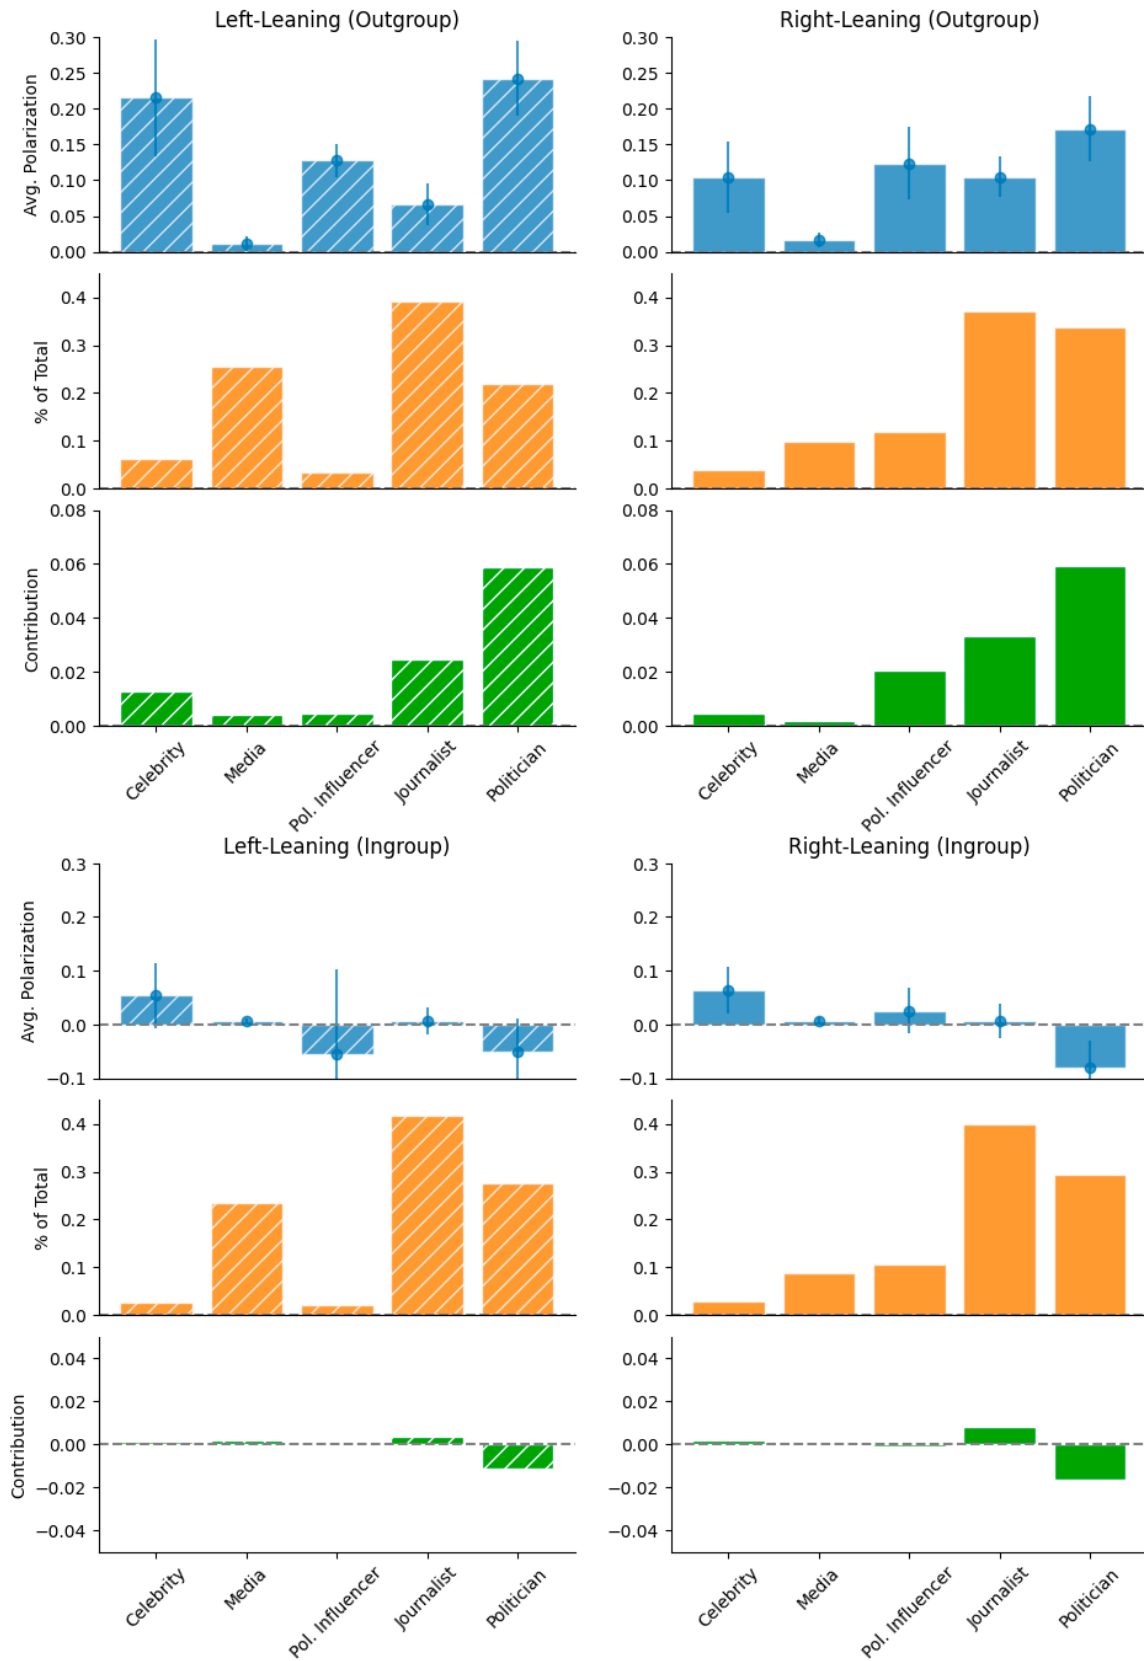 Left-Leaning (Outgroup)
Right-Leaning (Outgroup)
Avg. Polarization
0.30
0.25
0.20
0.15
0.10
0.05
0.00
0.30
0.25
0.20
0.15
0.10
0.05
0.00
% of Total
0.4
0.3
0.2
0.1
0.0
0.4
0.3
0.2
0.1
0.0
Contribution
0.08
0.06
0.04
0.02
0.00
0.08
0.06
0.04
0.02
0.00
Celebrity
Media
Pol. Influencer
Journalist
Politician
Celebrity
Media
Pol. Influencer
Journalist
Politician
Left-Leaning (Ingroup)
Right-Leaning (Ingroup)
Avg. Polarization
0.3
0.2
0.1
0.0
−0.1
0.3
0.2
0.1
0.0
−0.1
% of Total
0.4
0.3
0.2
0.1
0.0
0.4
0.3
0.2
0.1
0.0
Contribution
0.04
0.02
0.00
−0.02
−0.04
0.04
0.02
0.00
−0.02
−0.04
Celebrity
Media
Pol. Influencer
Journalist
Politician
Celebrity
Media
Pol. Influencer
Journalist
Politician